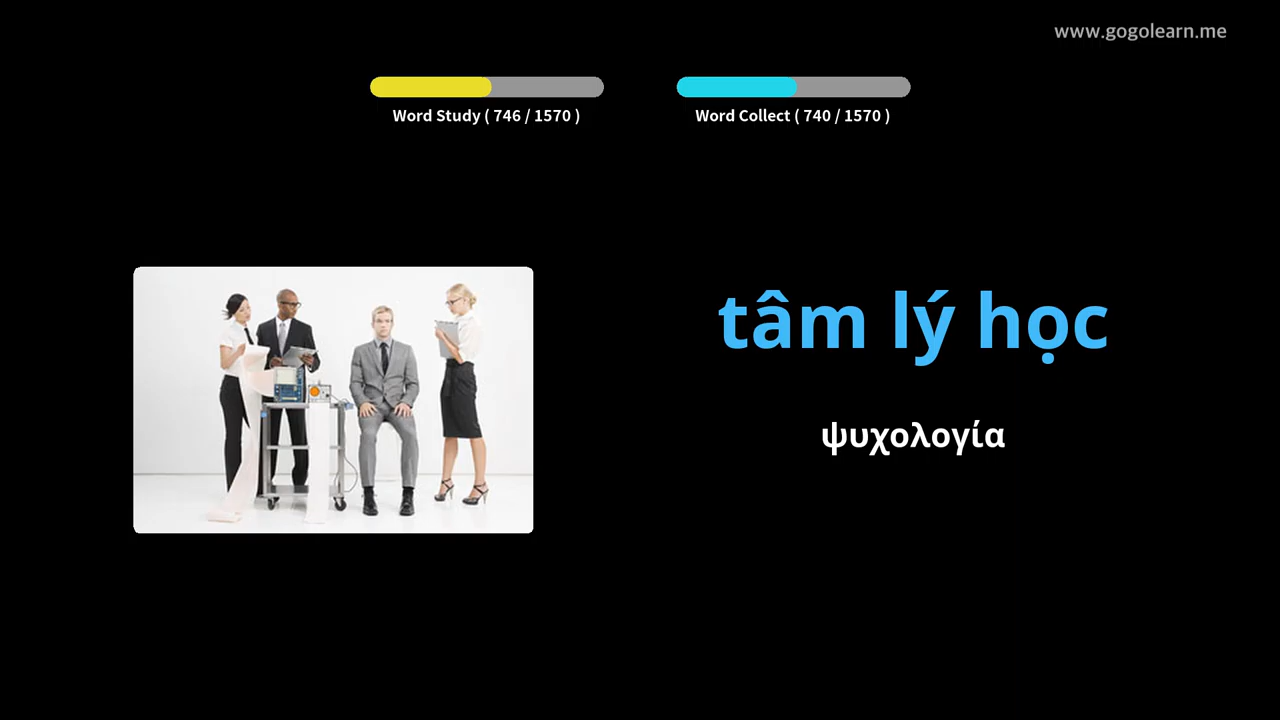 www.gogolearn.me
Word Study ( 746 / 1570 )
Word Collect ( 740 / 1570 )
tâm lý học
ψυχολογία